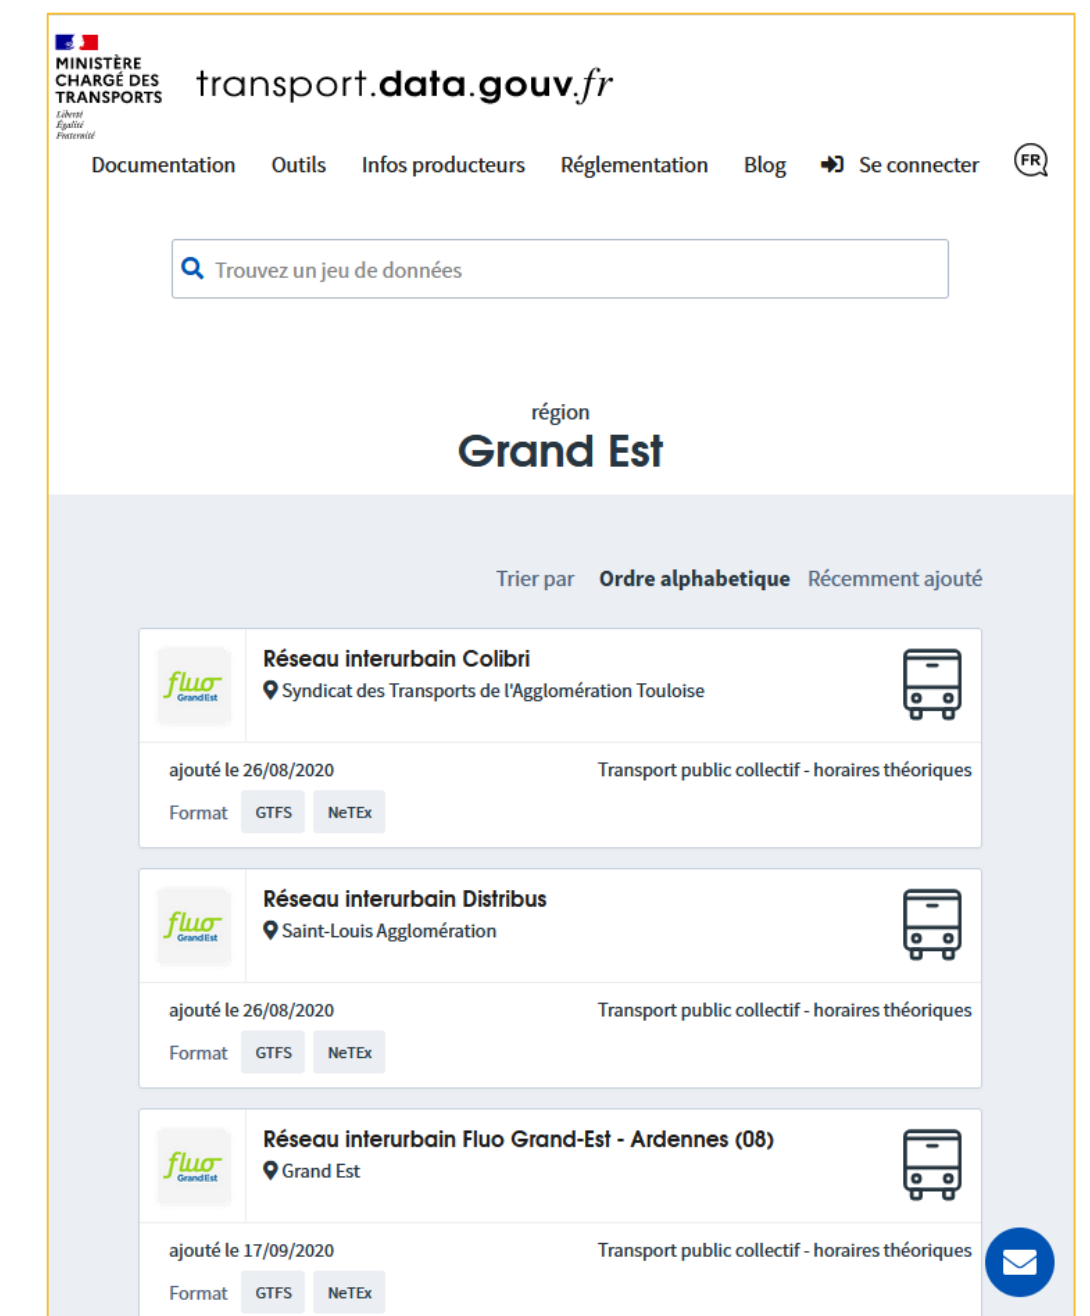 MINISTÈRE
CHARGÉ DES
TRANSPORTS
Liberté
Égalité
Fraternité
transport.data.gouv.fr
Documentation Outils Infos producteurs Réglementation Blog Se connecter FR
Trouvez un jeu de données
région
Grand Est
Trier par Ordre alphabetique Récemment ajouté
fluo
Grand Est
Réseau interurbain Colibri
Syndicat des Transports de l'Agglomération Touloise
ajouté le 26/08/2020 Transport public collectif - horaires théoriques
Format GTFS NeTEx
fluo
Grand Est
Réseau interurbain Distribus
Saint-Louis Agglomération
ajouté le 26/08/2020 Transport public collectif - horaires théoriques
Format GTFS NeTEx
fluo
Grand Est
Réseau interurbain Fluo Grand-Est - Ardennes (08)
Grand Est
ajouté le 17/09/2020 Transport public collectif - horaires théoriques
Format GTFS NeTEx